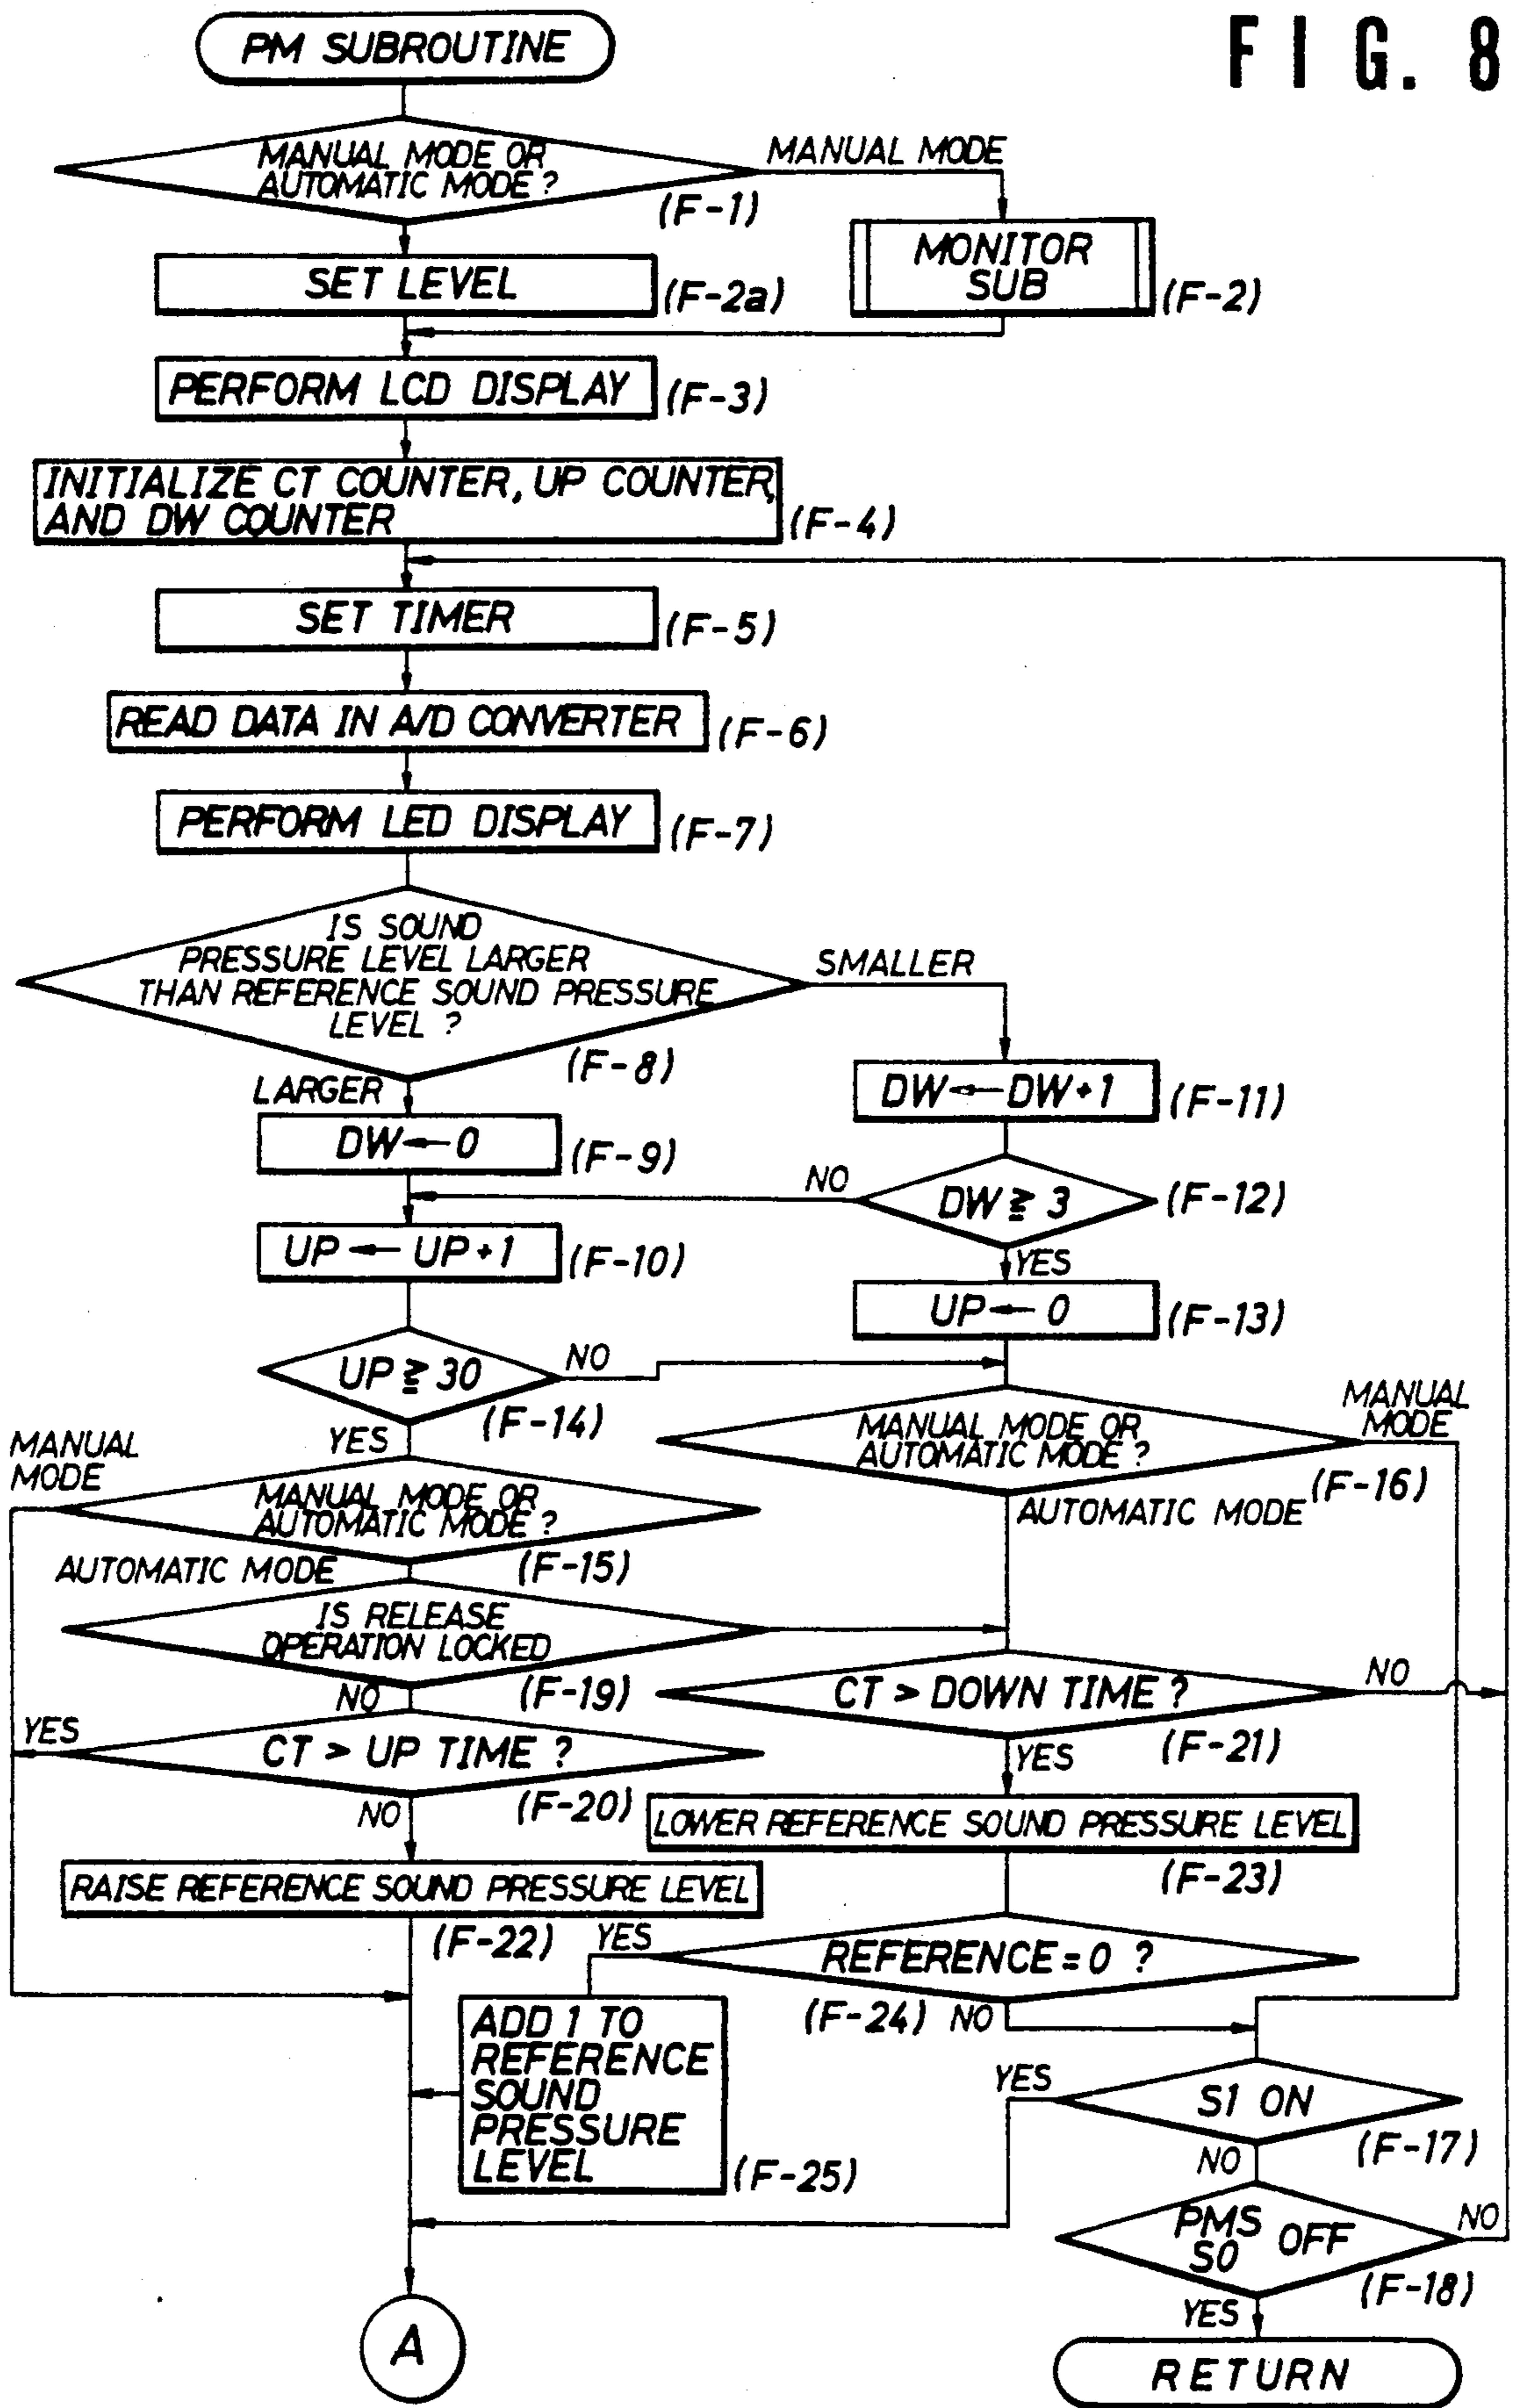 FIG. 8
PM SUBROUTINE
MANUAL MODE OR
AUTOMATIC MODE ?
(F-1)
MANUAL MODE
MONITOR
SUB
(F-2)
SET LEVEL
(F-2a)
PERFORM LCD DISPLAY
(F-3)
INITIALIZE CT COUNTER, UP COUNTER,
AND DW COUNTER
(F-4)
SET TIMER
(F-5)
READ DATA IN A/D CONVERTER
(F-6)
PERFORM LED DISPLAY
(F-7)
IS SOUND
PRESSURE LEVEL LARGER
THAN REFERENCE SOUND PRESSURE
LEVEL ?
(F-8)
SMALLER
LARGER
DW ← DW+1
(F-11)
DW ← 0
(F-9)
NO
DW ≧ 3
(F-12)
UP ← UP+1
(F-10)
YES
UP ← 0
(F-13)
UP ≧ 30
NO
(F-14)
YES
MANUAL MODE OR
AUTOMATIC MODE ?
MANUAL
MODE
(F-16)
AUTOMATIC MODE
MANUAL
MODE
MANUAL MODE OR
AUTOMATIC MODE ?
(F-15)
AUTOMATIC MODE
IS RELEASE
OPERATION LOCKED
(F-19)
NO
CT > DOWN TIME ?
NO
(F-21)
YES
YES
CT > UP TIME ?
(F-20)
NO
LOWER REFERENCE SOUND PRESSURE LEVEL
(F-23)
RAISE REFERENCE SOUND PRESSURE LEVEL
(F-22)
YES
REFERENCE=0 ?
(F-24)
NO
ADD 1 TO
REFERENCE
SOUND
PRESSURE
LEVEL
(F-25)
YES
S1 ON
(F-17)
NO
PMS
S0
OFF
NO
(F-18)
YES
A
RETURN